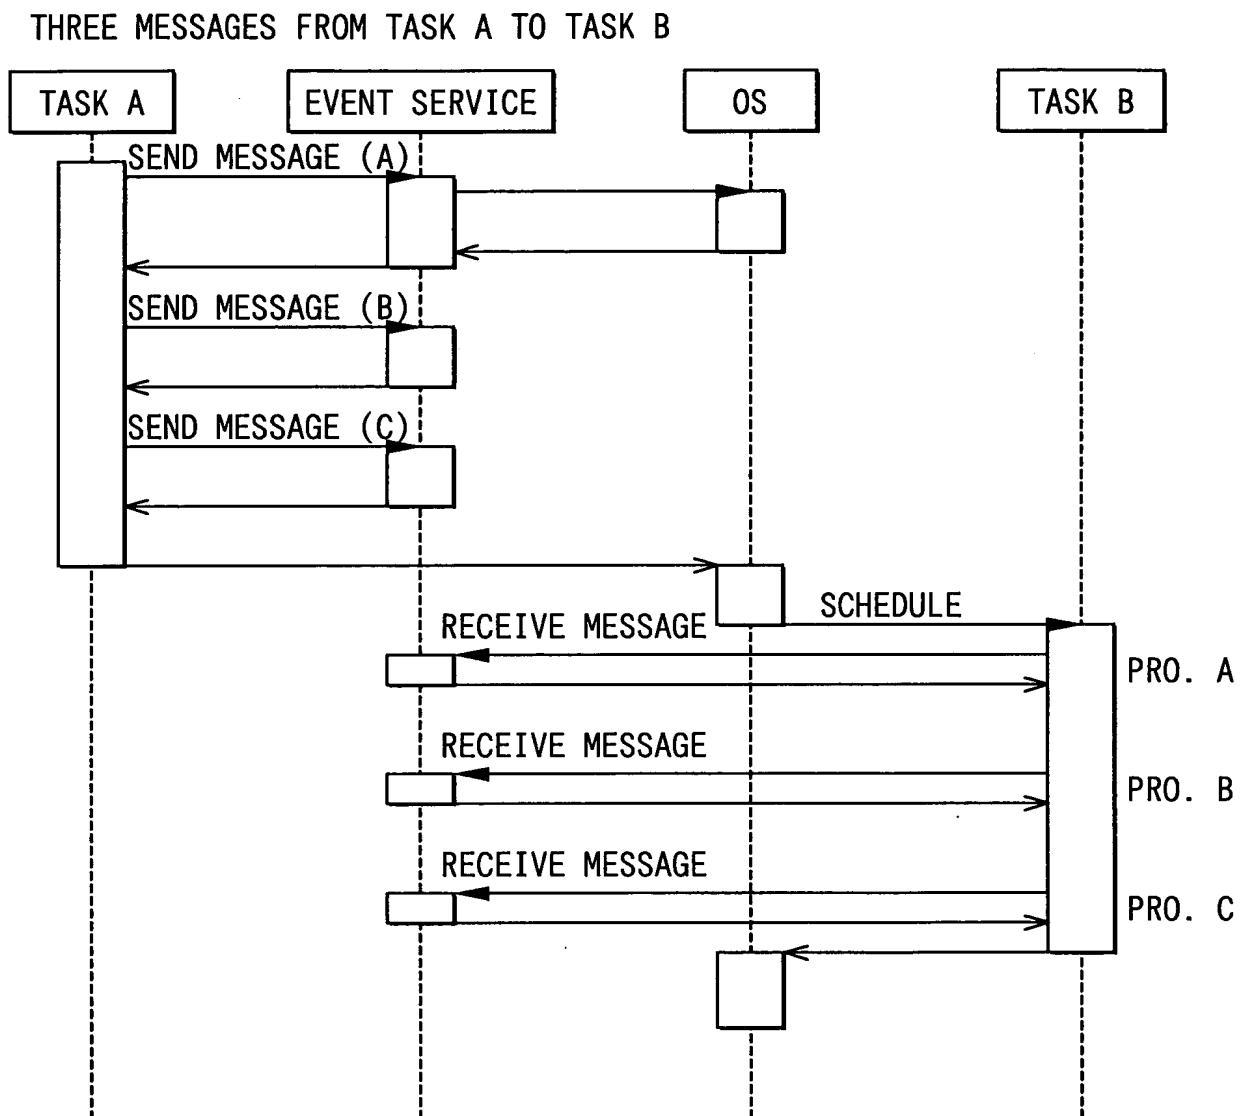 THREE MESSAGES FROM TASK A TO TASK B
TASK A
EVENT SERVICE
OS
TASK B
SEND MESSAGE (A)
SEND MESSAGE (B)
SEND MESSAGE (C)
SCHEDULE
RECEIVE MESSAGE
PRO. A
RECEIVE MESSAGE
PRO. B
RECEIVE MESSAGE
PRO. C